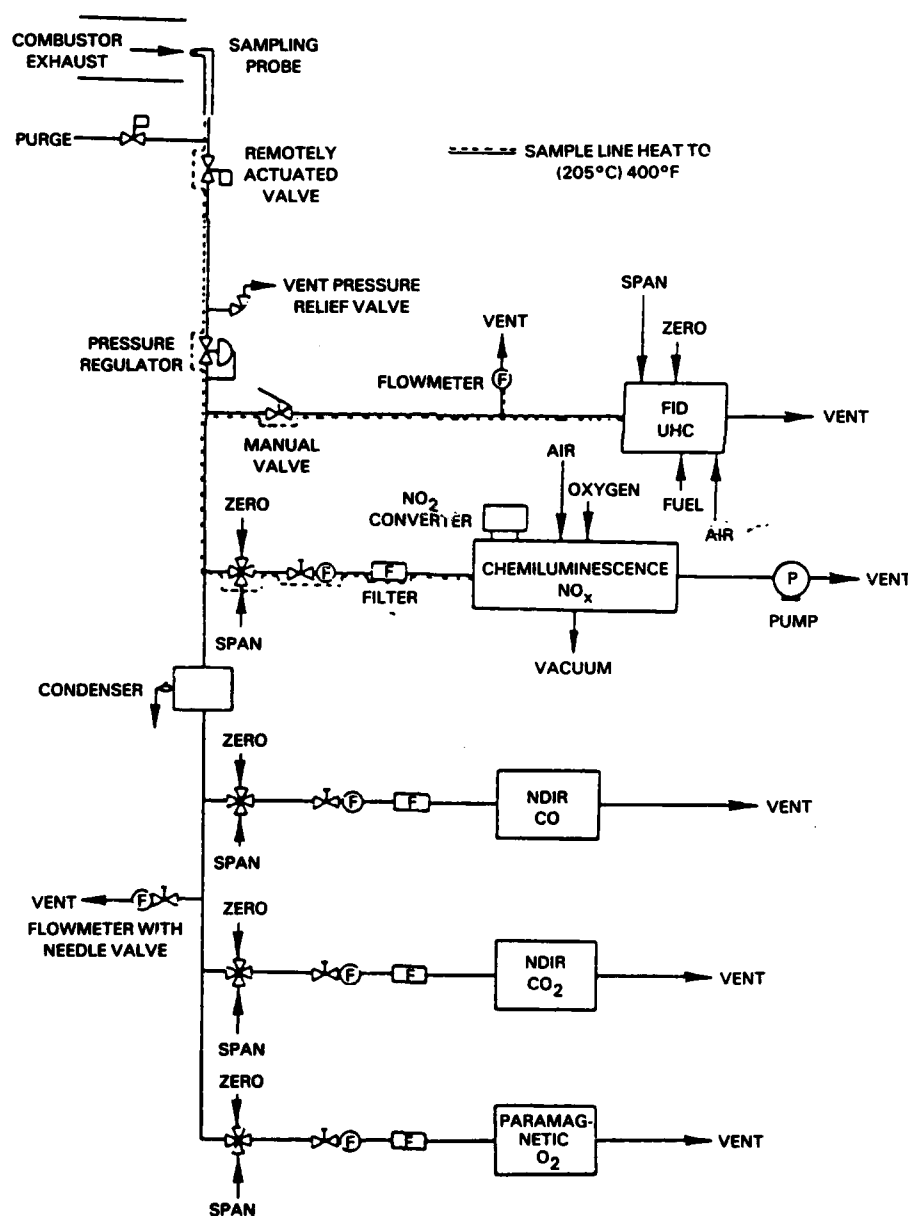 COMBUSTOR
EXHAUST
SAMPLING
PROBE
PURGE
REMOTELY
ACTUATED
VALVE
SAMPLE LINE HEAT TO
(205°C) 400°F
VENT PRESSURE
RELIEF VALVE
PRESSURE
REGULATOR
VENT
FLOWMETER
F
SPAN
ZERO
FID
UHC
VENT
FUEL
AIR
MANUAL
VALVE
AIR
OXYGEN
NO2
CONVERTER
ZERO
F
F
FILTER
SPAN
CHEMILUMINESCENCE
NOx
VACUUM
P
PUMP
VENT
CONDENSER
ZERO
F
F
SPAN
NDIR
CO
VENT
VENT
F
FLOWMETER WITH
NEEDLE VALVE
ZERO
F
F
SPAN
NDIR
CO2
VENT
ZERO
F
F
SPAN
PARAMAG-
NETIC
O2
VENT